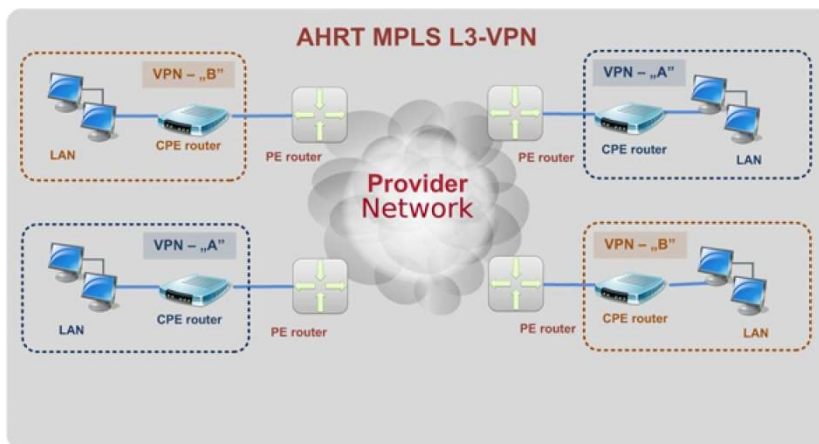 AHRT MPLS L3-VPN
VPN – „B”
LAN
CPE router
PE router
VPN – „A”
PE router
CPE router
LAN
Provider
Network
VPN – „A”
LAN
CPE router
PE router
VPN – „B”
PE router
CPE router
LAN